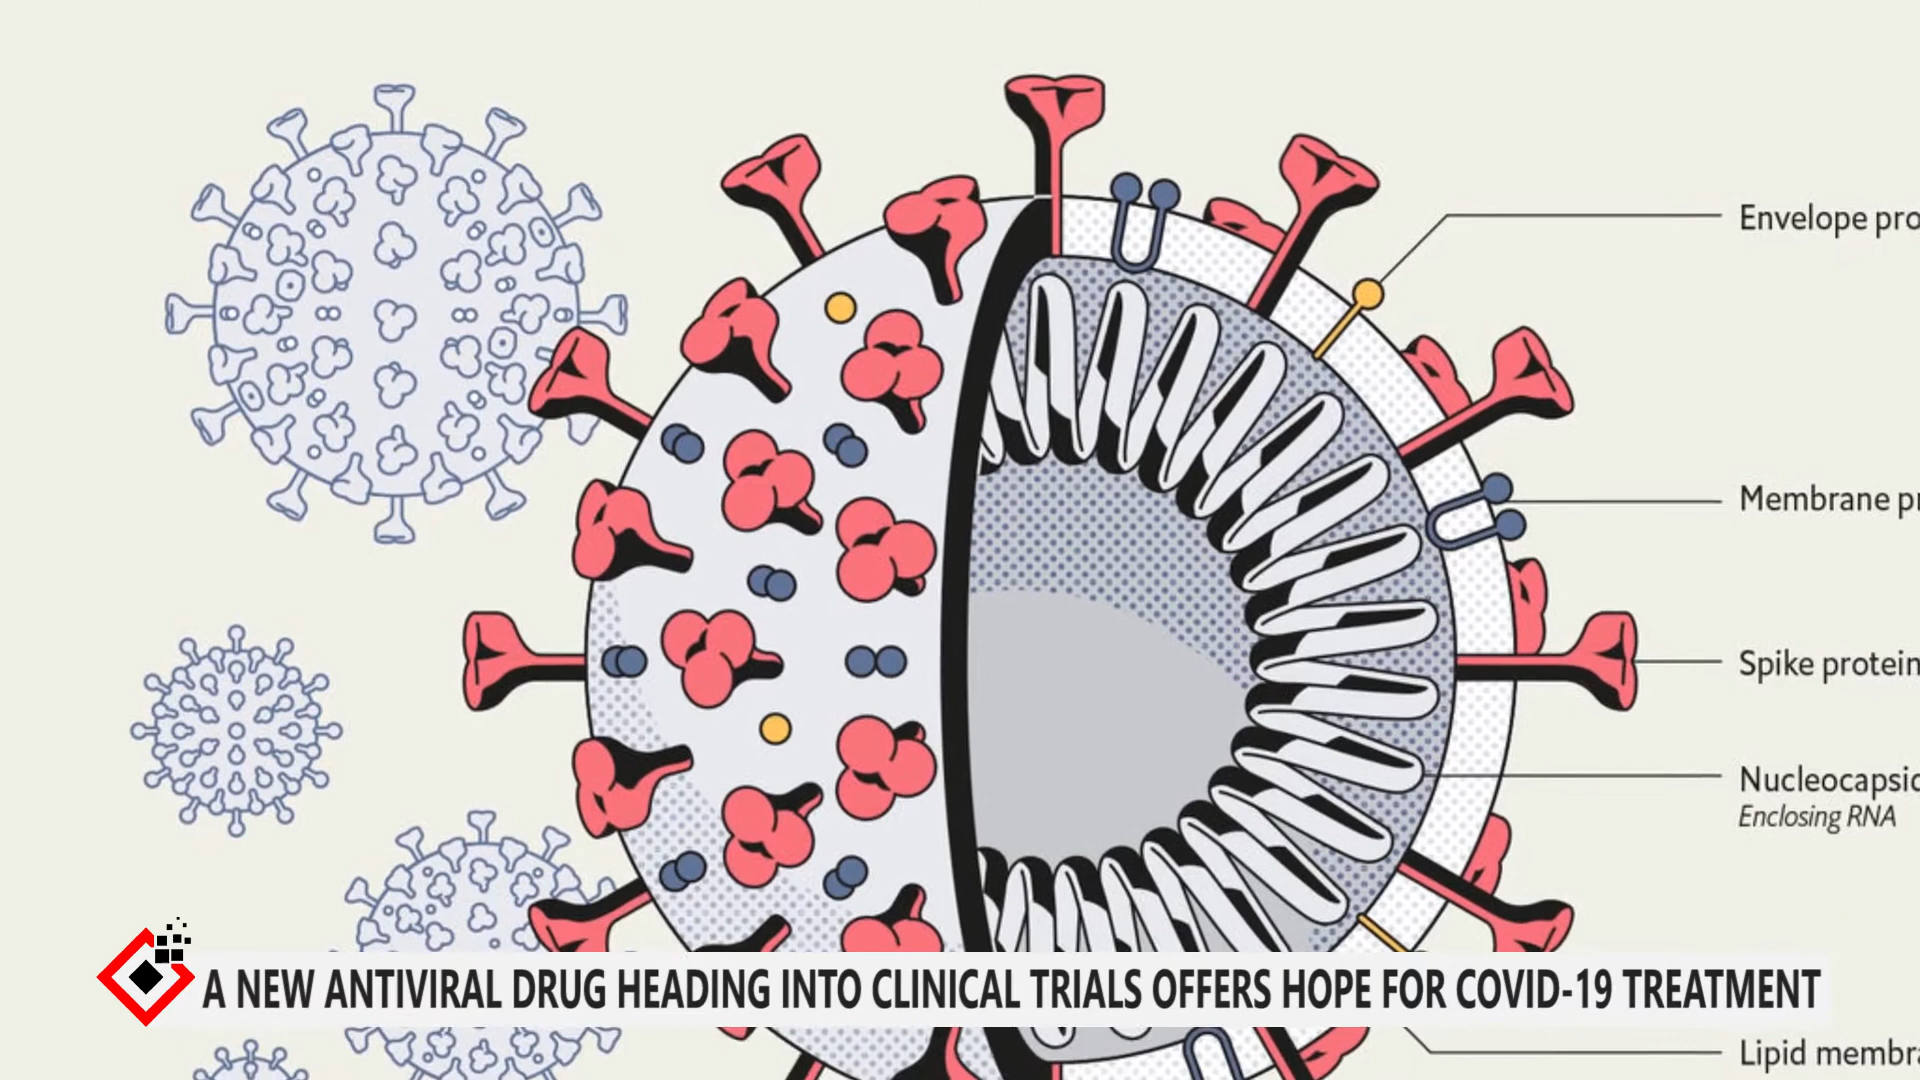 Envelope pro
Membrane pr
Spike protein
Nucleocapsid
Enclosing RNA
A NEW ANTIVIRAL DRUG HEADING INTO CLINICAL TRIALS OFFERS HOPE FOR COVID-19 TREATMENT
Lipid membra